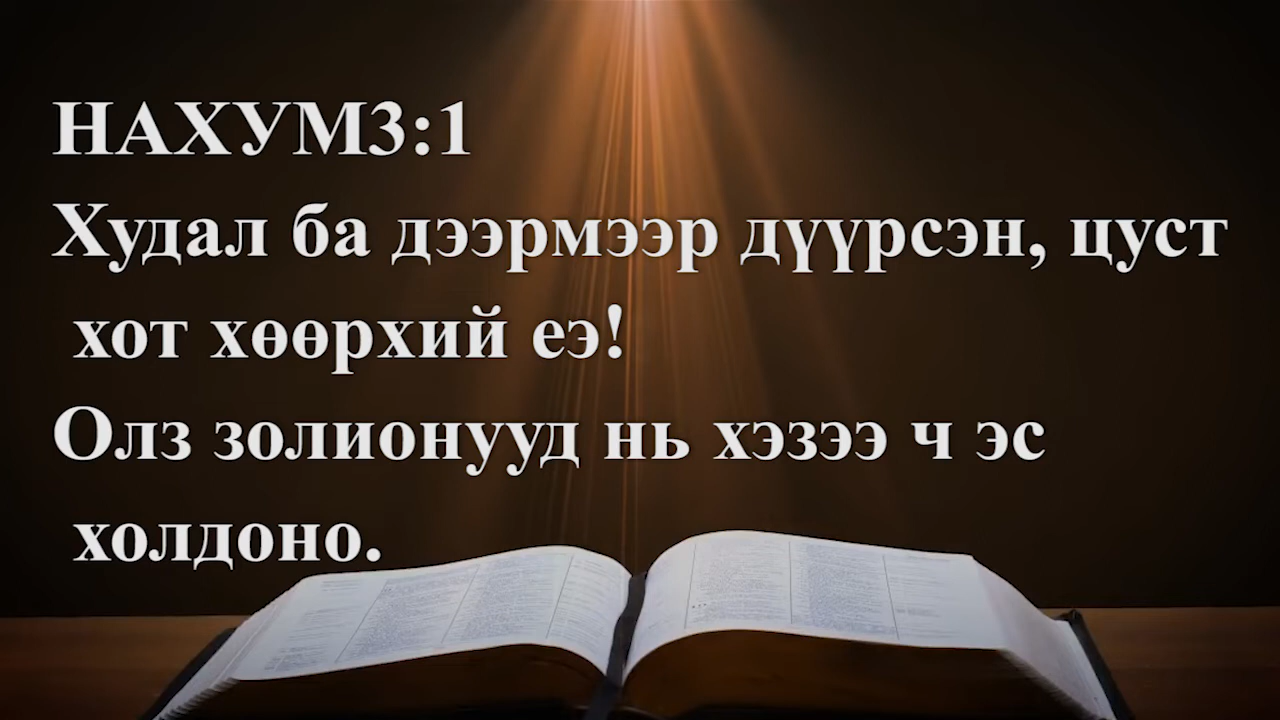 НАХУМ3:1
Худал ба дээрмээр дүүрсэн, цуст
хот хөөрхий еэ!
Олз золионууд нь хэзээ ч эс
холдоно.